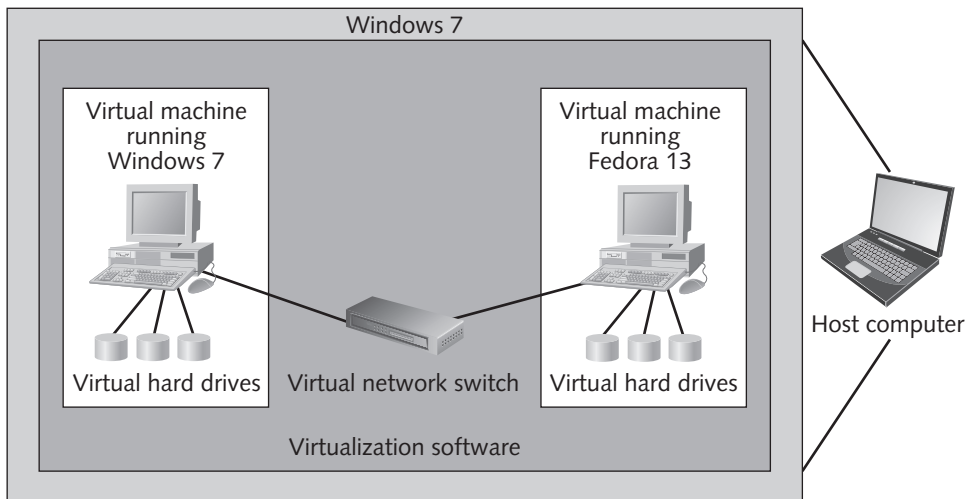 Windows 7
Virtual machine
running
Windows 7
Virtual machine
running
Fedora 13
Virtual hard drives
Virtual network switch
Virtual hard drives
Host computer
Virtualization software